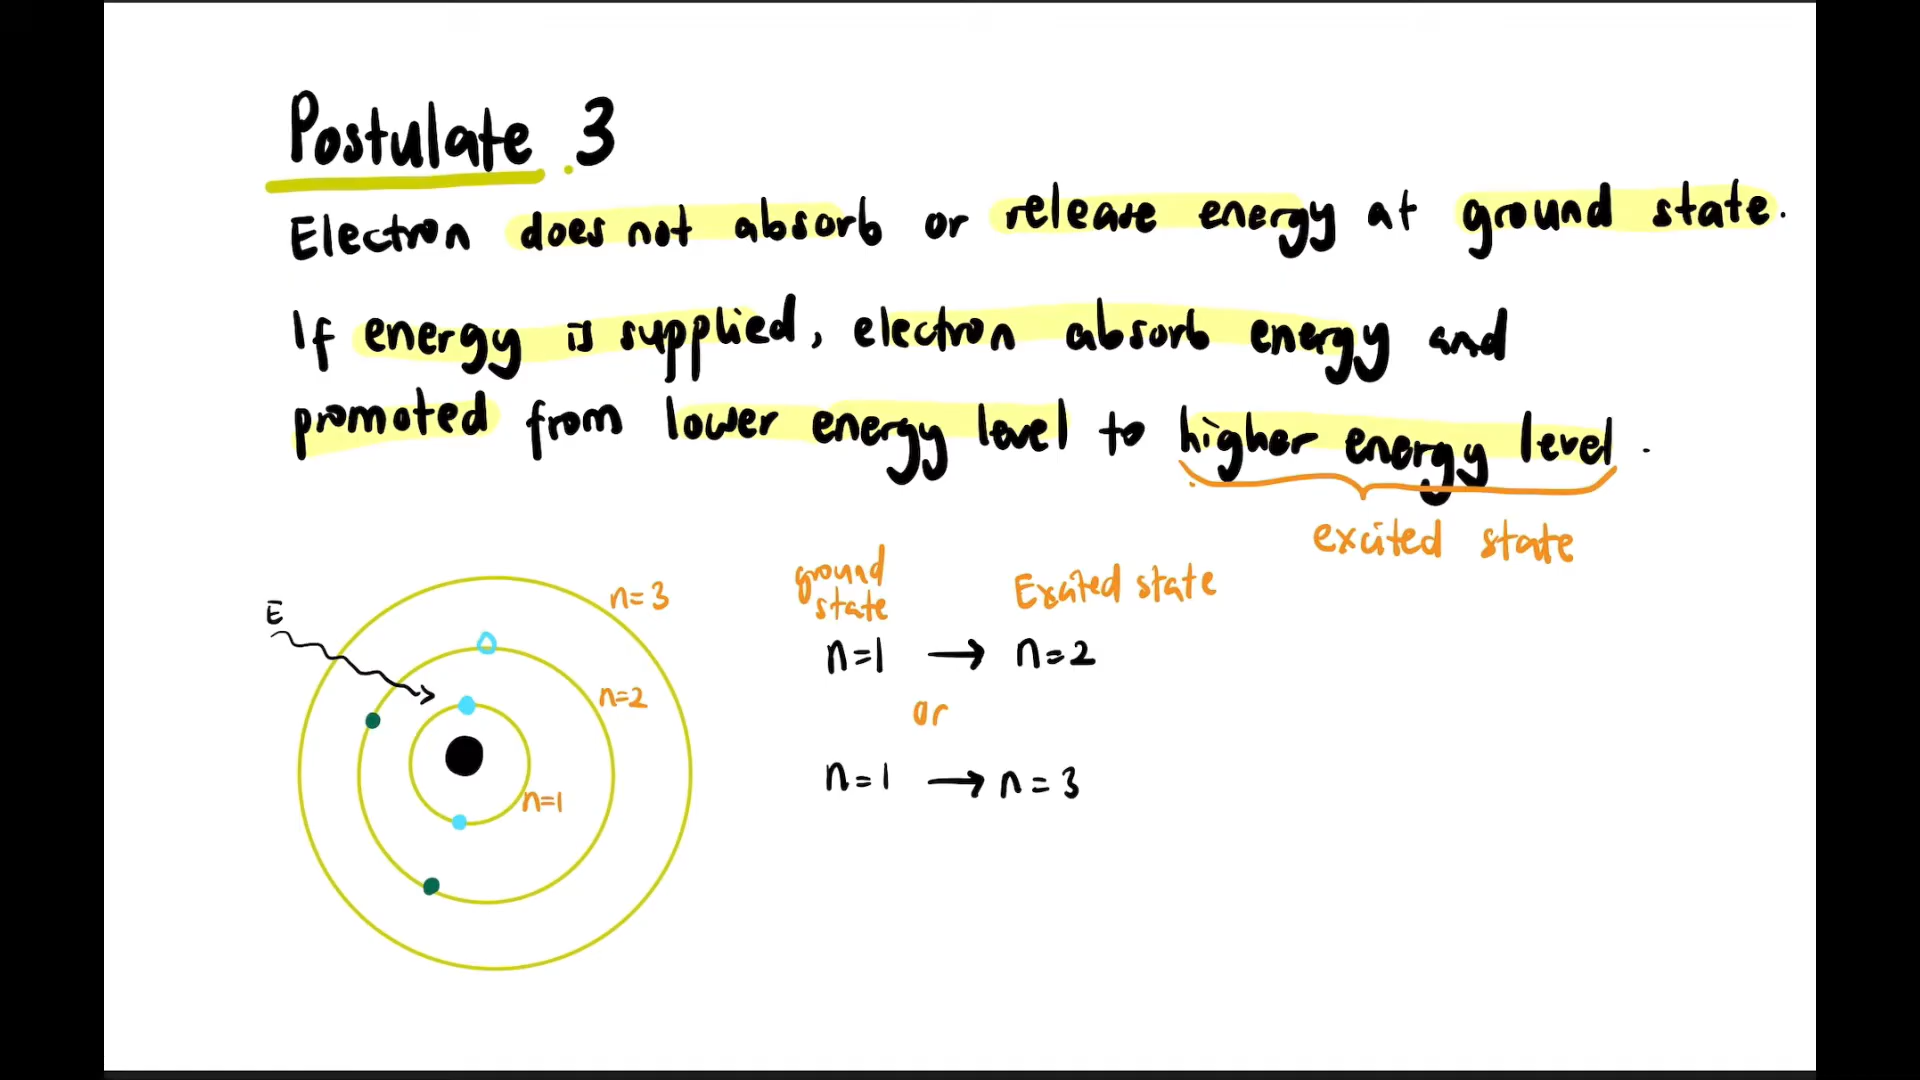 Postulate 3
Electron does not absorb or release energy at ground state.
If energy is supplied, electron absorb energy and
promoted from lower energy level to higher energy level.
excited state
ground
state
Excited state
n=1 → n=2
or
n=1 → n=3
E
n=3
n=2
n=1